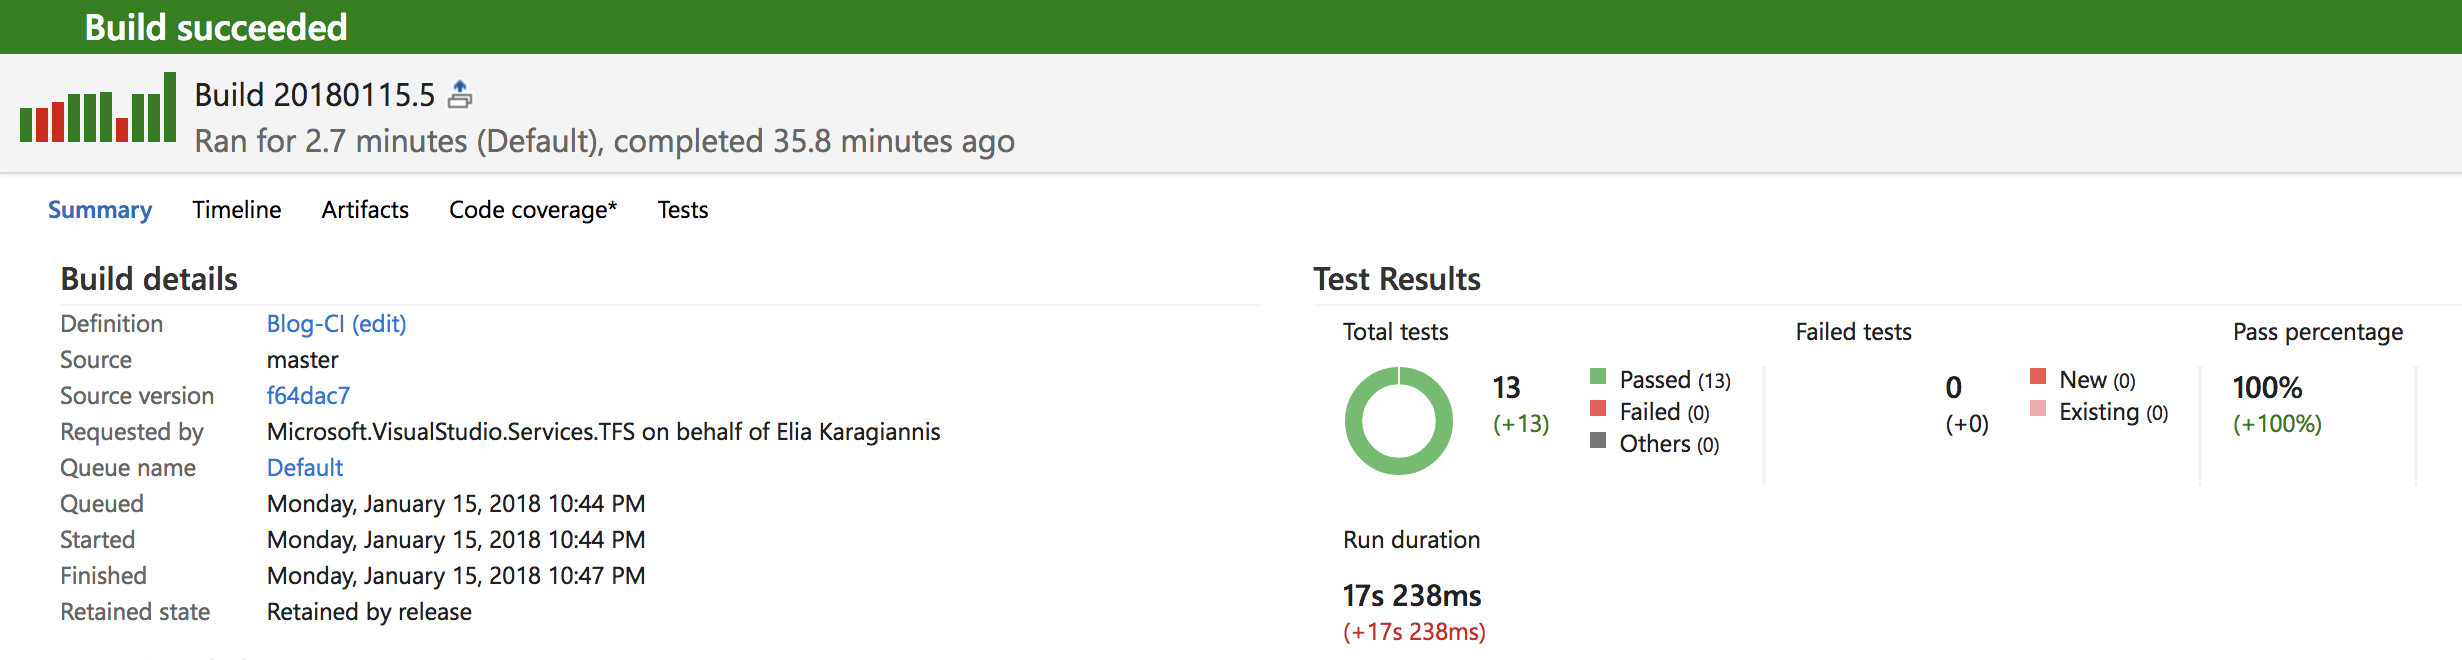 Build succeeded
Build 20180115.5
Ran for 2.7 minutes (Default), completed 35.8 minutes ago
Summary Timeline Artifacts Code coverage* Tests
Build details
Definition Blog-CI (edit)
Source master
Source version f64dac7
Requested by Microsoft.VisualStudio.Services.TFS on behalf of Elia Karagiannis
Queue name Default
Queued Monday, January 15, 2018 10:44 PM
Started Monday, January 15, 2018 10:44 PM
Finished Monday, January 15, 2018 10:47 PM
Retained state Retained by release
Test Results
Total tests
13
(+13)
Passed (13)
Failed (0)
Others (0)
Failed tests
0
(+0)
New (0)
Existing (0)
Pass percentage
100%
(+100%)
Run duration
17s 238ms
(+17s 238ms)